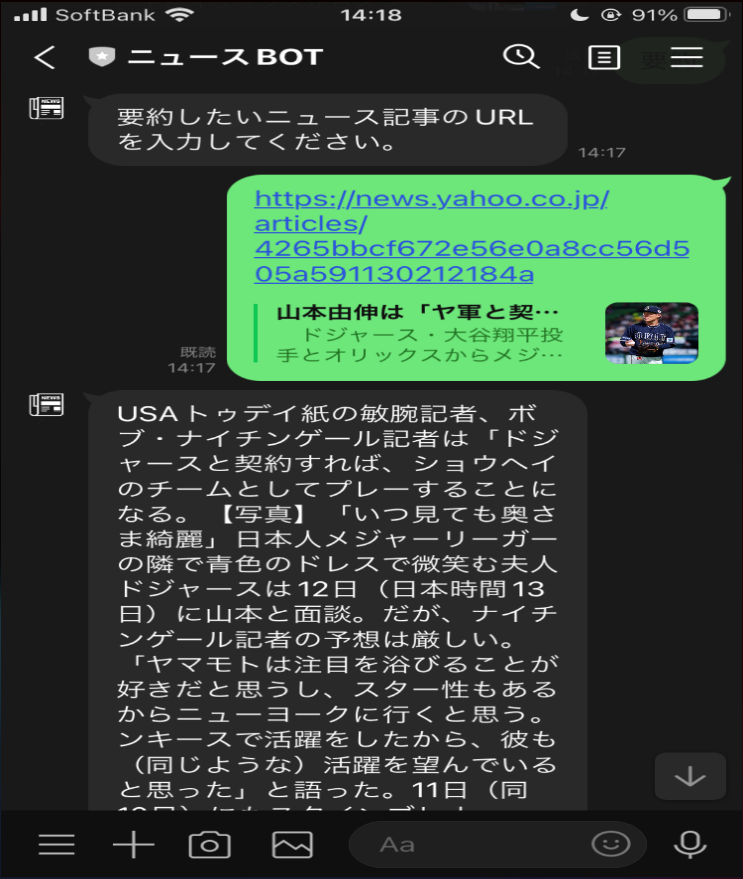 SoftBank 14:18 91%
ニュースBOT
要約したいニュース記事のURL
を入力してください。
14:17
https://news.yahoo.co.jp/
articles/
4265bbcf672e56e0a8cc56d5
05a5911302​12184a
山本由伸は「ヤ軍と契…
ドジャース・大谷翔平投
手とオリックスからメジ…
既読
14:17
USAトゥデイ紙の敏腕記者、ボ
ブ・ナイチンゲール記者は「ドジ
ャースと契約すれば、ショウヘイ
のチームとしてプレーすることに
なる。【写真】「いつ見ても奥さ
ま綺麗」日本人メジャーリーガー
の隣で青色のドレスで微笑む夫人
ドジャースは12日（日本時間13
日）に山本と面談。だが、ナイチ
ンゲール記者の予想は厳しい。
「ヤマモトは注目を浴びることが
好きだと思うし、スター性もある
からニューヨークに行くと思う。
ンキースで活躍をしたから、彼も
（同じような）活躍を望んでいる
と思った」と語った。11日（同
Aa